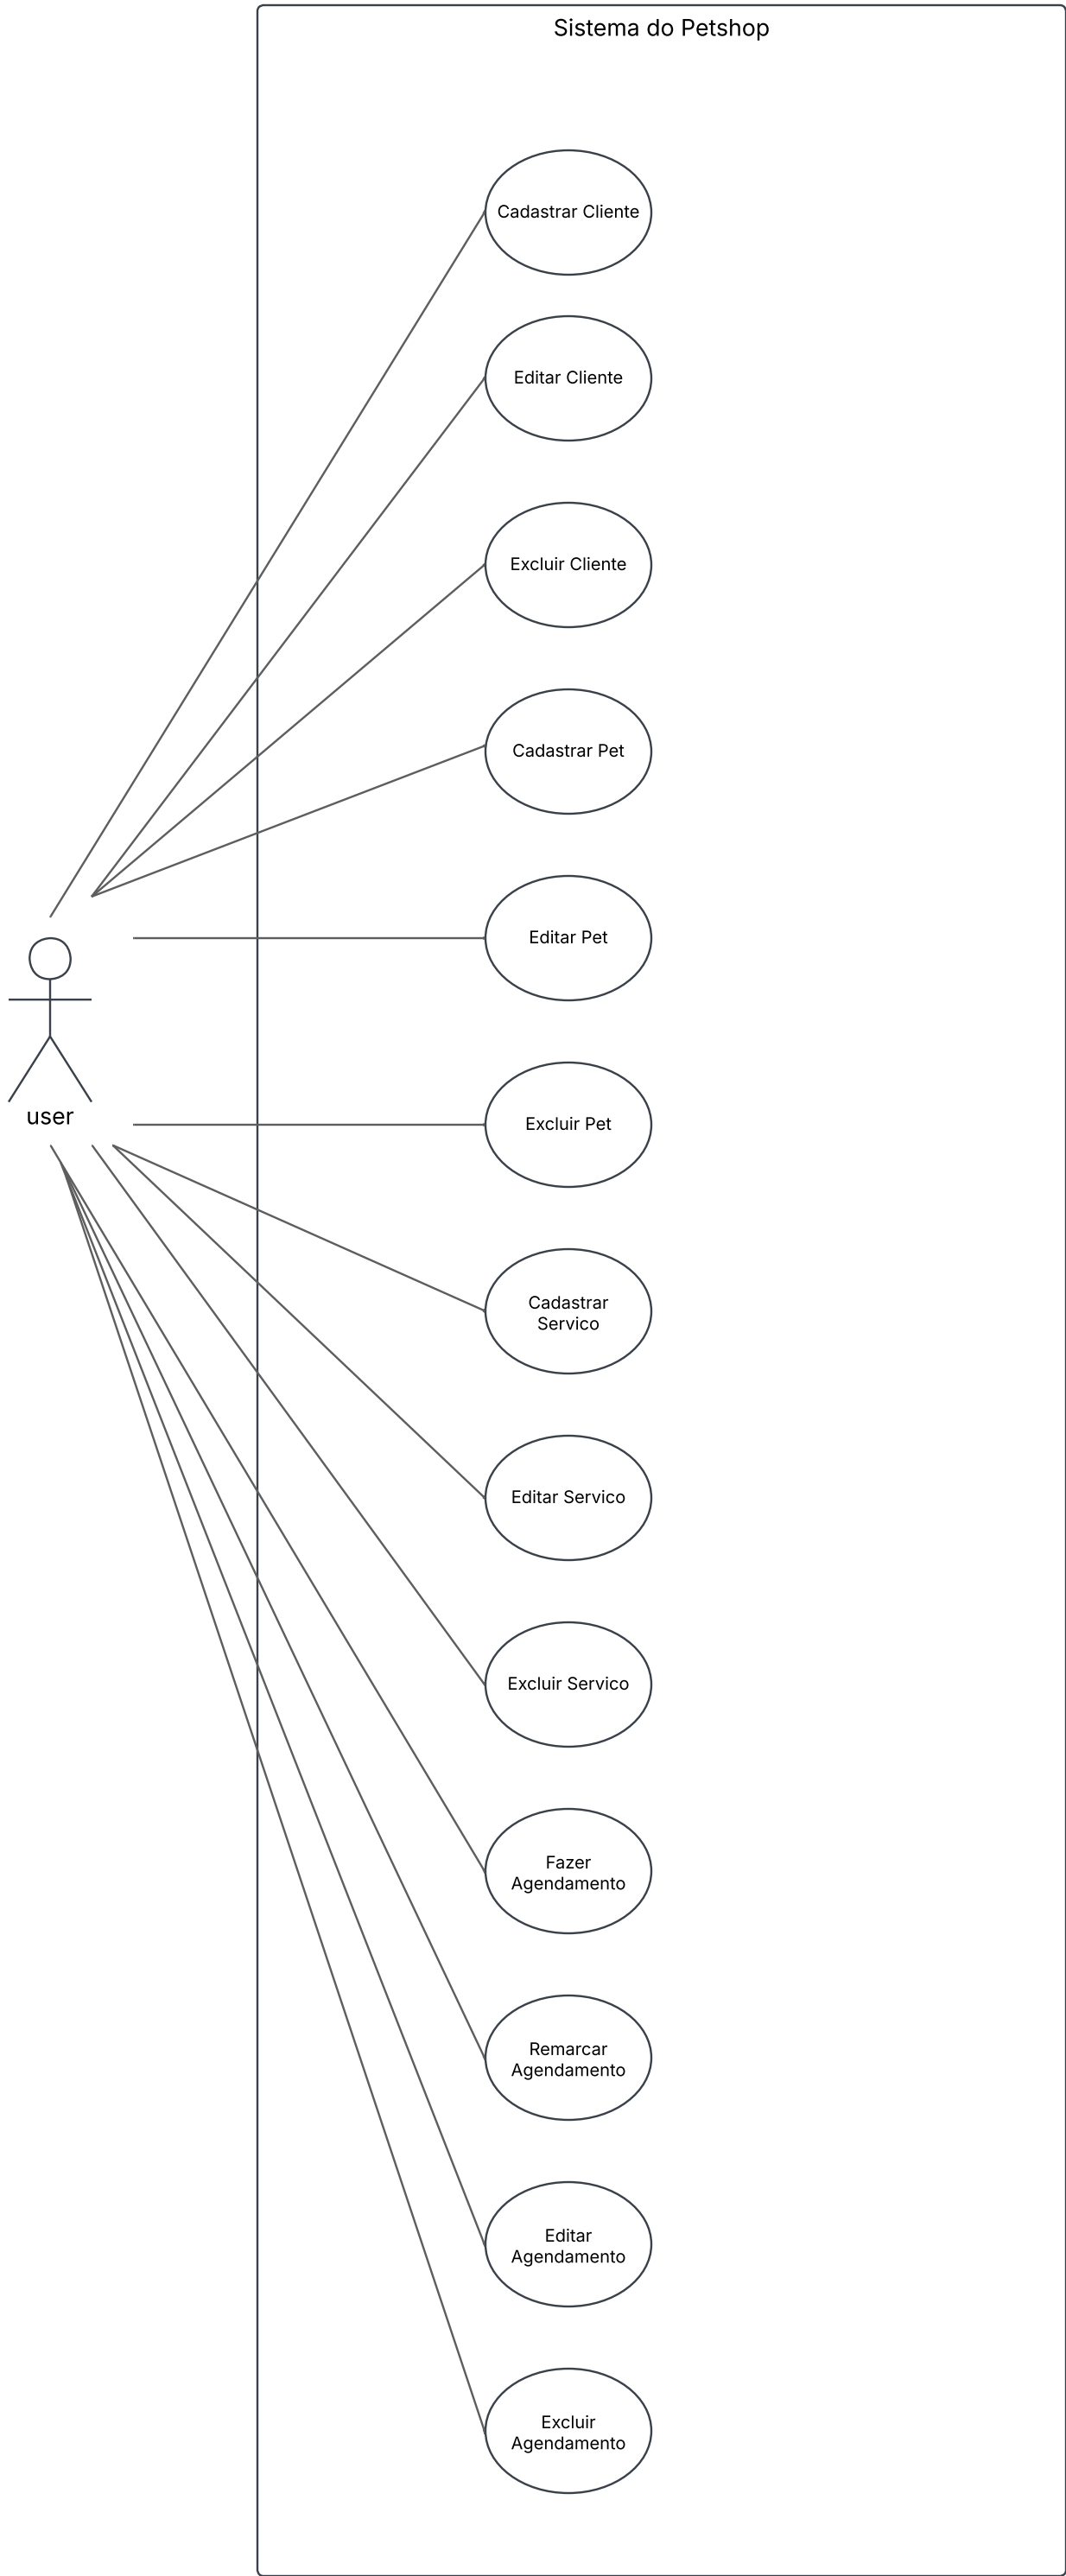 Sistema do Petshop
Cadastrar Cliente
Editar Cliente
Excluir Cliente
Cadastrar Pet
Editar Pet
user
Excluir Pet
Cadastrar
Servico
Editar Servico
Excluir Servico
Fazer
Agendamento
Remarcar
Agendamento
Editar
Agendamento
Excluir
Agendamento